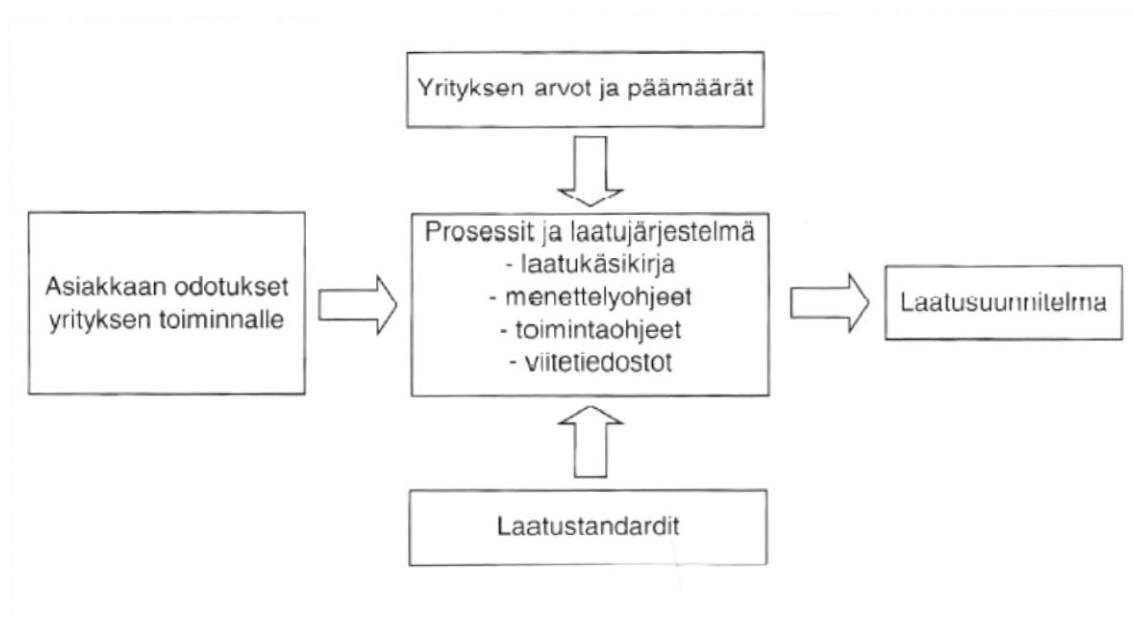 Yrityksen arvot ja päämäärät
Asiakkaan odotukset
yrityksen toiminnalle
Prosessit ja laatujärjestelmä
- laatukäsikirja
- menettelyohjeet
- toimintaohjeet
- viitetiedostot
Laatusuunnitelma
Laatustandardit